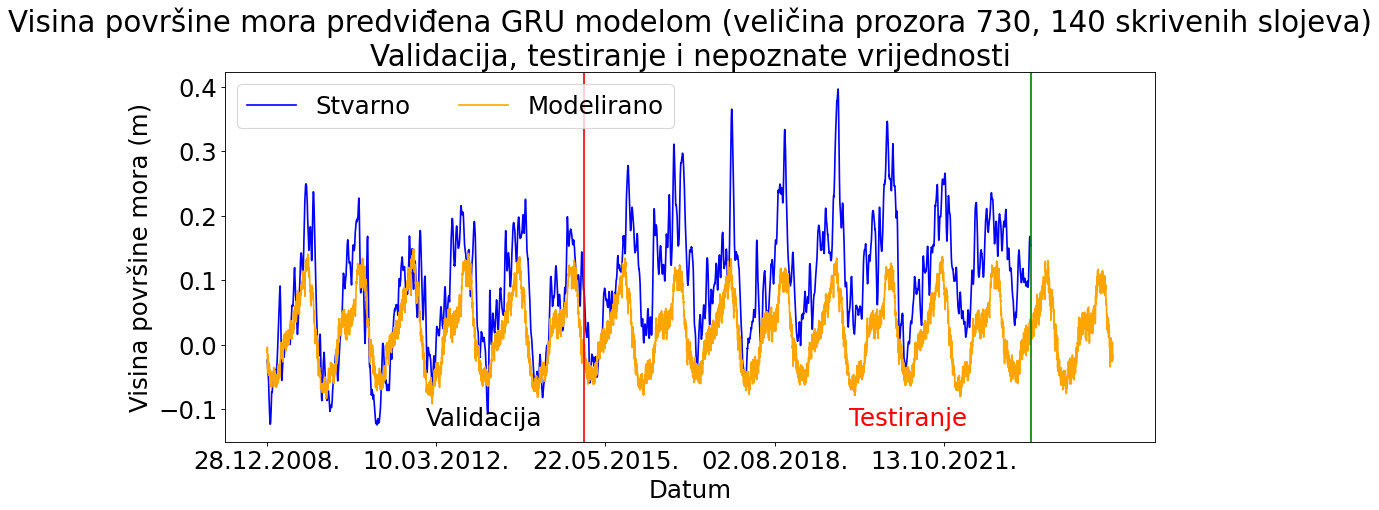 Visina površine mora predviđena GRU modelom (veličina prozora 730, 140 skrivenih slojeva)
Validacija, testiranje i nepoznate vrijednosti
Stvarno
Modelirano
Visina površine mora (m)
0.4
0.3
0.2
0.1
0.0
−0.1
Validacija
Testiranje
28.12.2008.
10.03.2012.
22.05.2015.
02.08.2018.
13.10.2021.
Datum